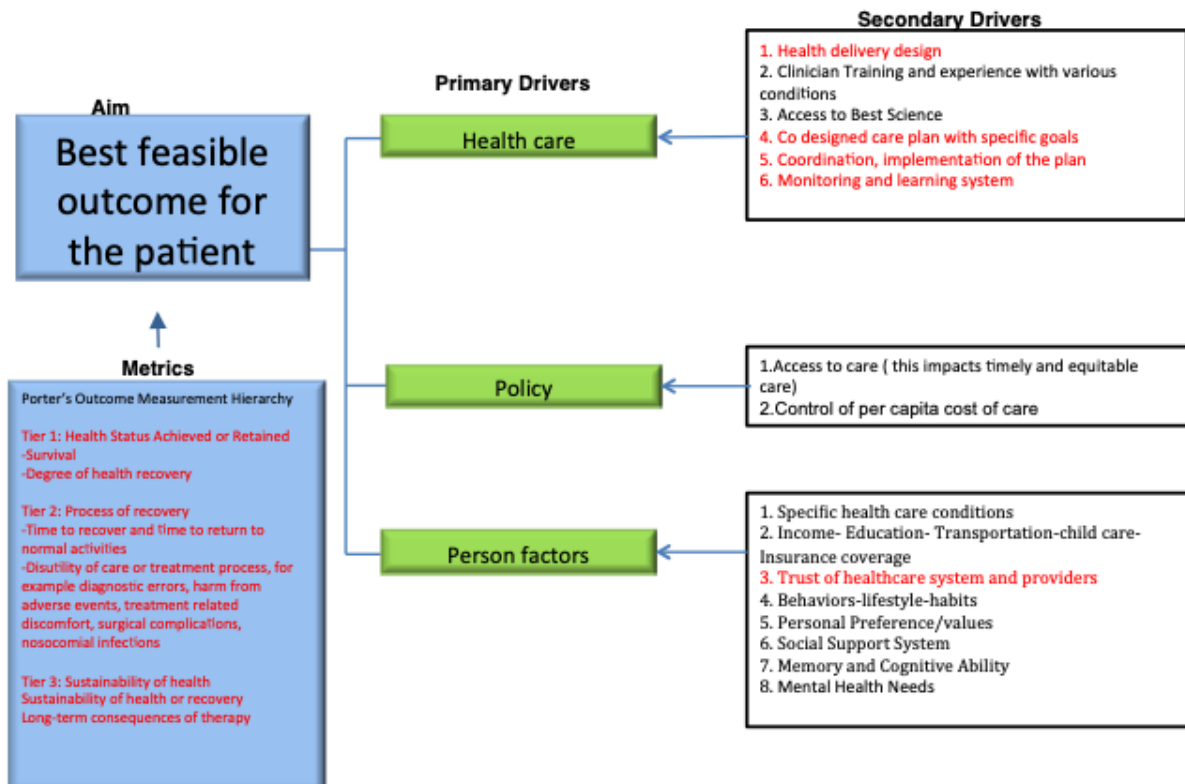 Aim
Best feasible
outcome for
the patient
Metrics
Porter's Outcome Measurement Hierarchy
Tier 1: Health Status Achieved or Retained
-Survival
-Degree of health recovery
Tier 2: Process of recovery
-Time to recover and time to return to
normal activities
-Disutility of care or treatment process, for
example diagnostic errors, harm from
adverse events, treatment related
discomfort, surgical complications,
nosocomial infections
Tier 3: Sustainability of health
Sustainability of health or recovery
Long-term consequences of therapy
Primary Drivers
Health care
Policy
Person factors
Secondary Drivers
1. Health delivery design
2. Clinician Training and experience with various
conditions
3. Access to Best Science
4. Co designed care plan with specific goals
5. Coordination, implementation of the plan
6. Monitoring and learning system
1.Access to care ( this impacts timely and equitable
care)
2.Control of per capita cost of care
1. Specific health care conditions
2. Income- Education- Transportation-child care-
Insurance coverage
3. Trust of healthcare system and providers
4. Behaviors-lifestyle-habits
5. Personal Preference/values
6. Social Support System
7. Memory and Cognitive Ability
8. Mental Health Needs